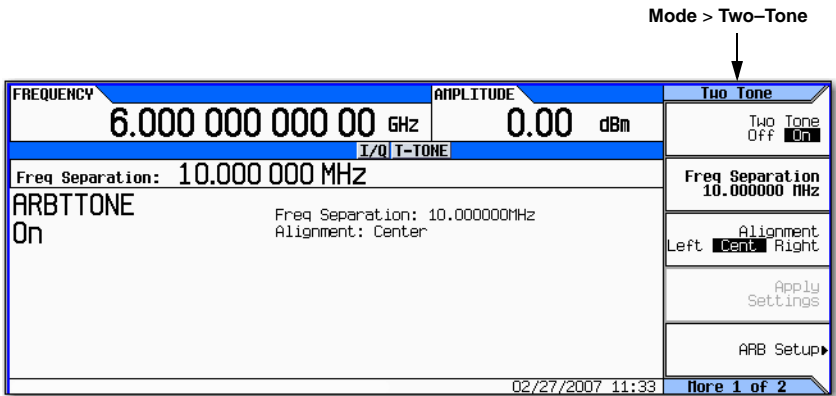 Mode > Two–Tone
FREQUENCY
6.000 000 000 00 GHz
AMPLITUDE
0.00 dBm
I/Q T-TONE
Freq Separation: 10.000 000 MHz
ARBTTONE
On
Freq Separation: 10.000000MHz
Alignment: Center
02/27/2007 11:33
Two Tone
Two Tone
Off On
Freq Separation
10.000000 MHz
Alignment
Left Cent Right
Apply
Settings
ARB Setup
More 1 of 2